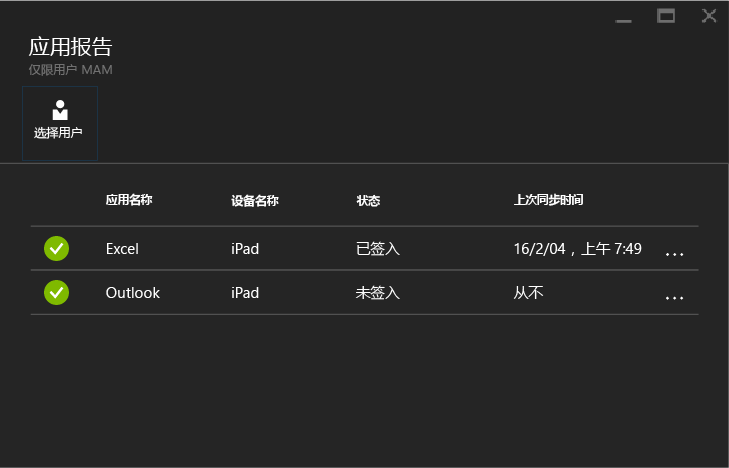 应用报告
仅限用户 MAM
选择用户
应用名称 设备名称 状态 上次同步时间
Excel iPad 已签入 16/2/04，上午 7:49 ...
Outlook iPad 未签入 从不 ...